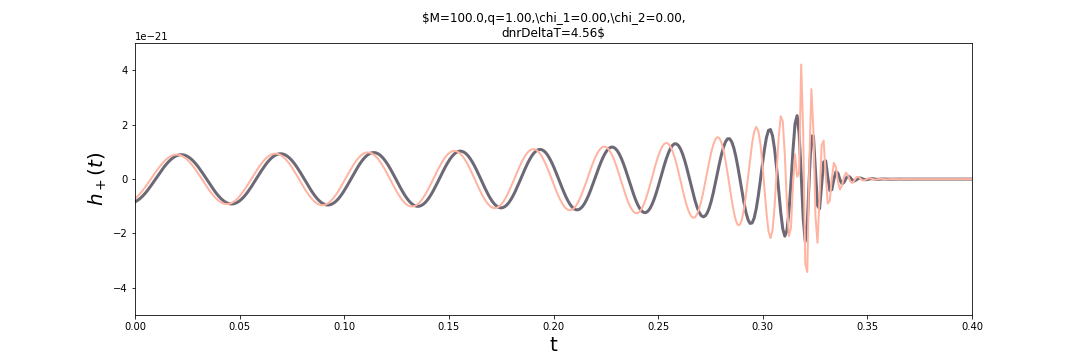 $M=100.0,q=1.00,\chi_1=0.00,\chi_2=0.00,
dnrDeltaT=4.56$
1e−21
4
2
0
−2
−4
h+(t)
0.00 0.05 0.10 0.15 0.20 0.25 0.30 0.35 0.40
t